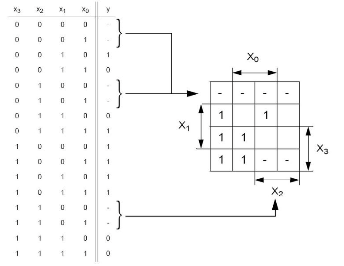 x₃ x₂ x₁ x₀ y
0 0 0 0 -
0 0 0 1 -
0 0 1 0 1
0 0 1 1 0
0 1 0 0 -
0 1 0 1 -
0 1 1 0 0
0 1 1 1 1
1 0 0 0 1
1 0 0 1 1
1 0 1 0 1
1 0 1 1 1
1 1 0 0 -
1 1 0 1 -
1 1 1 0 0
1 1 1 1 0
X₀
- - - -
1 1
X₁
1 1
X₃
1 1 - -
X₂